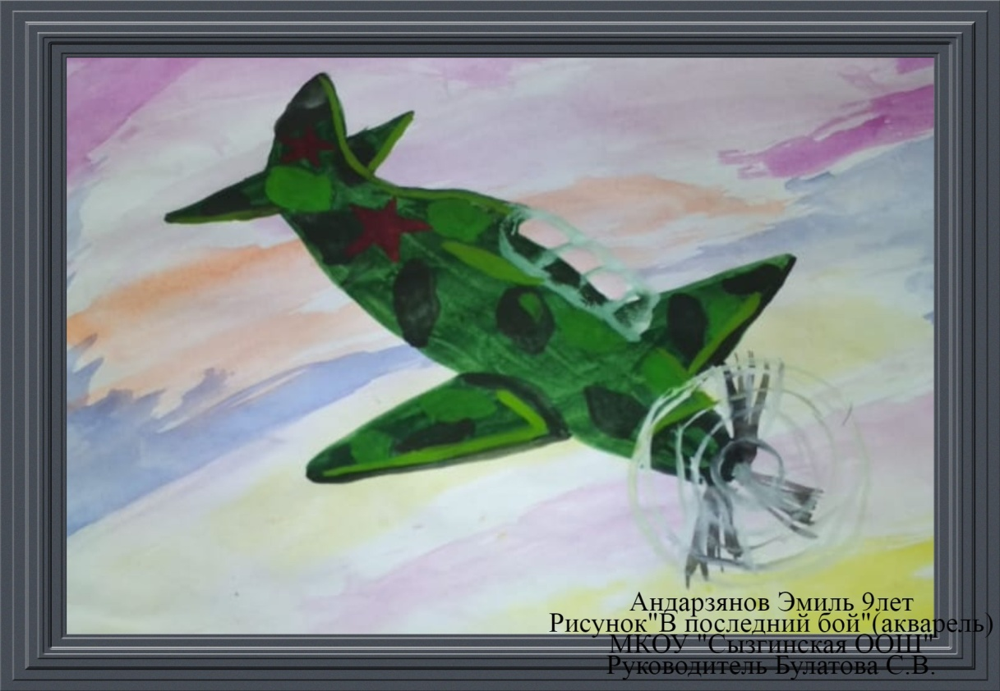 Андарзянов Эмиль 9лет
Рисунок"В последний бой"(акварель)
МКОУ "Сызгинская ООШ"
Руководитель Булатова С.В.